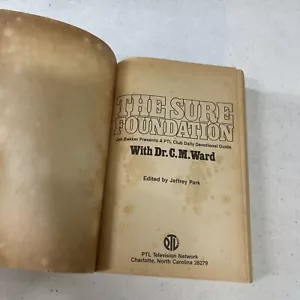 THE SURE
FOUNDATION
Jim Bakker Presents A PTL Club Daily Devotional Guide
With Dr. C. M. Ward
Edited by Jeffrey Park
PTL
PTL Television Network
Charlotte, North Carolina 28279